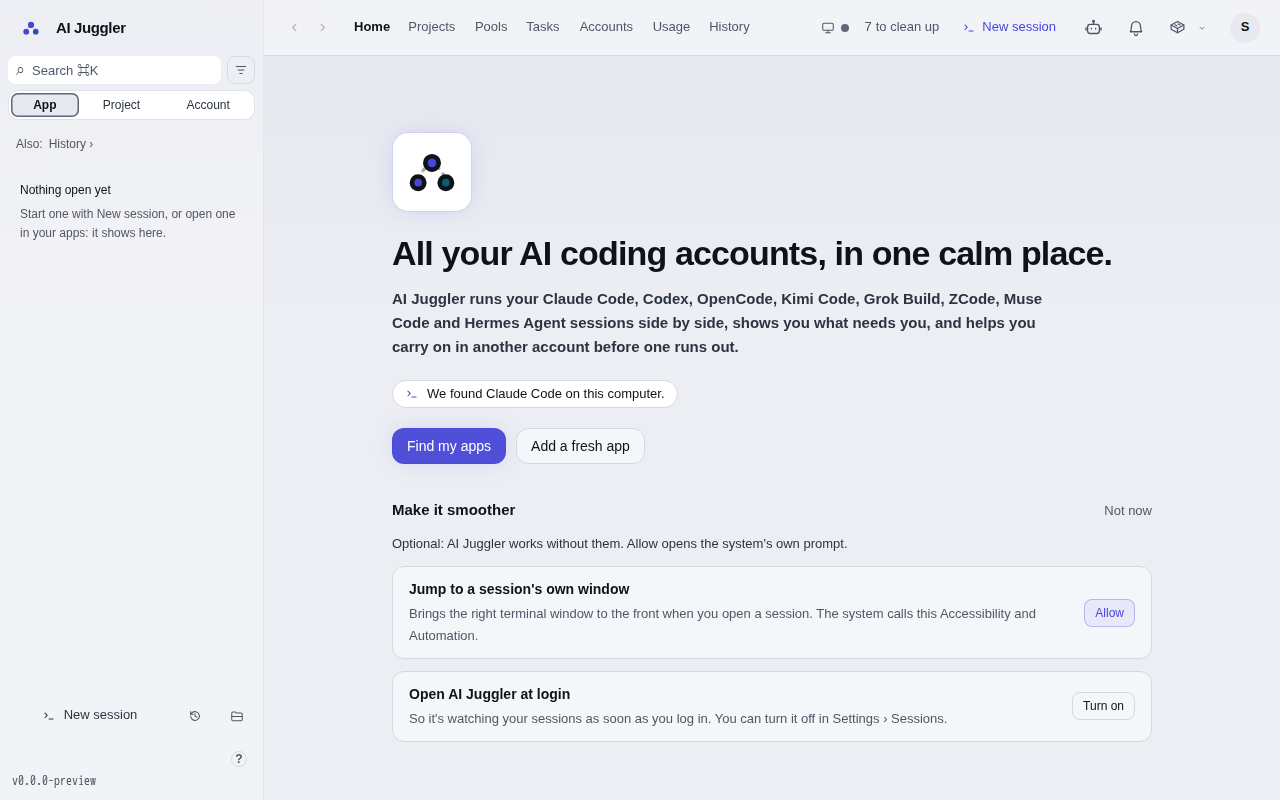 AI Juggler
Search ⌘K
App Project Account
Also: History ›
Nothing open yet
Start one with New session, or open one
in your apps: it shows here.
New session
?
v0.0.0-preview
Home Projects Pools Tasks Accounts Usage History
7 to clean up
New session
S
All your AI coding accounts, in one calm place.
AI Juggler runs your Claude Code, Codex, OpenCode, Kimi Code, Grok Build, ZCode, Muse
Code and Hermes Agent sessions side by side, shows you what needs you, and helps you
carry on in another account before one runs out.
We found Claude Code on this computer.
Find my apps Add a fresh app
Make it smoother
Not now
Optional: AI Juggler works without them. Allow opens the system's own prompt.
Jump to a session's own window
Brings the right terminal window to the front when you open a session. The system calls this Accessibility and
Automation.
Allow
Open AI Juggler at login
So it's watching your sessions as soon as you log in. You can turn it off in Settings › Sessions.
Turn on